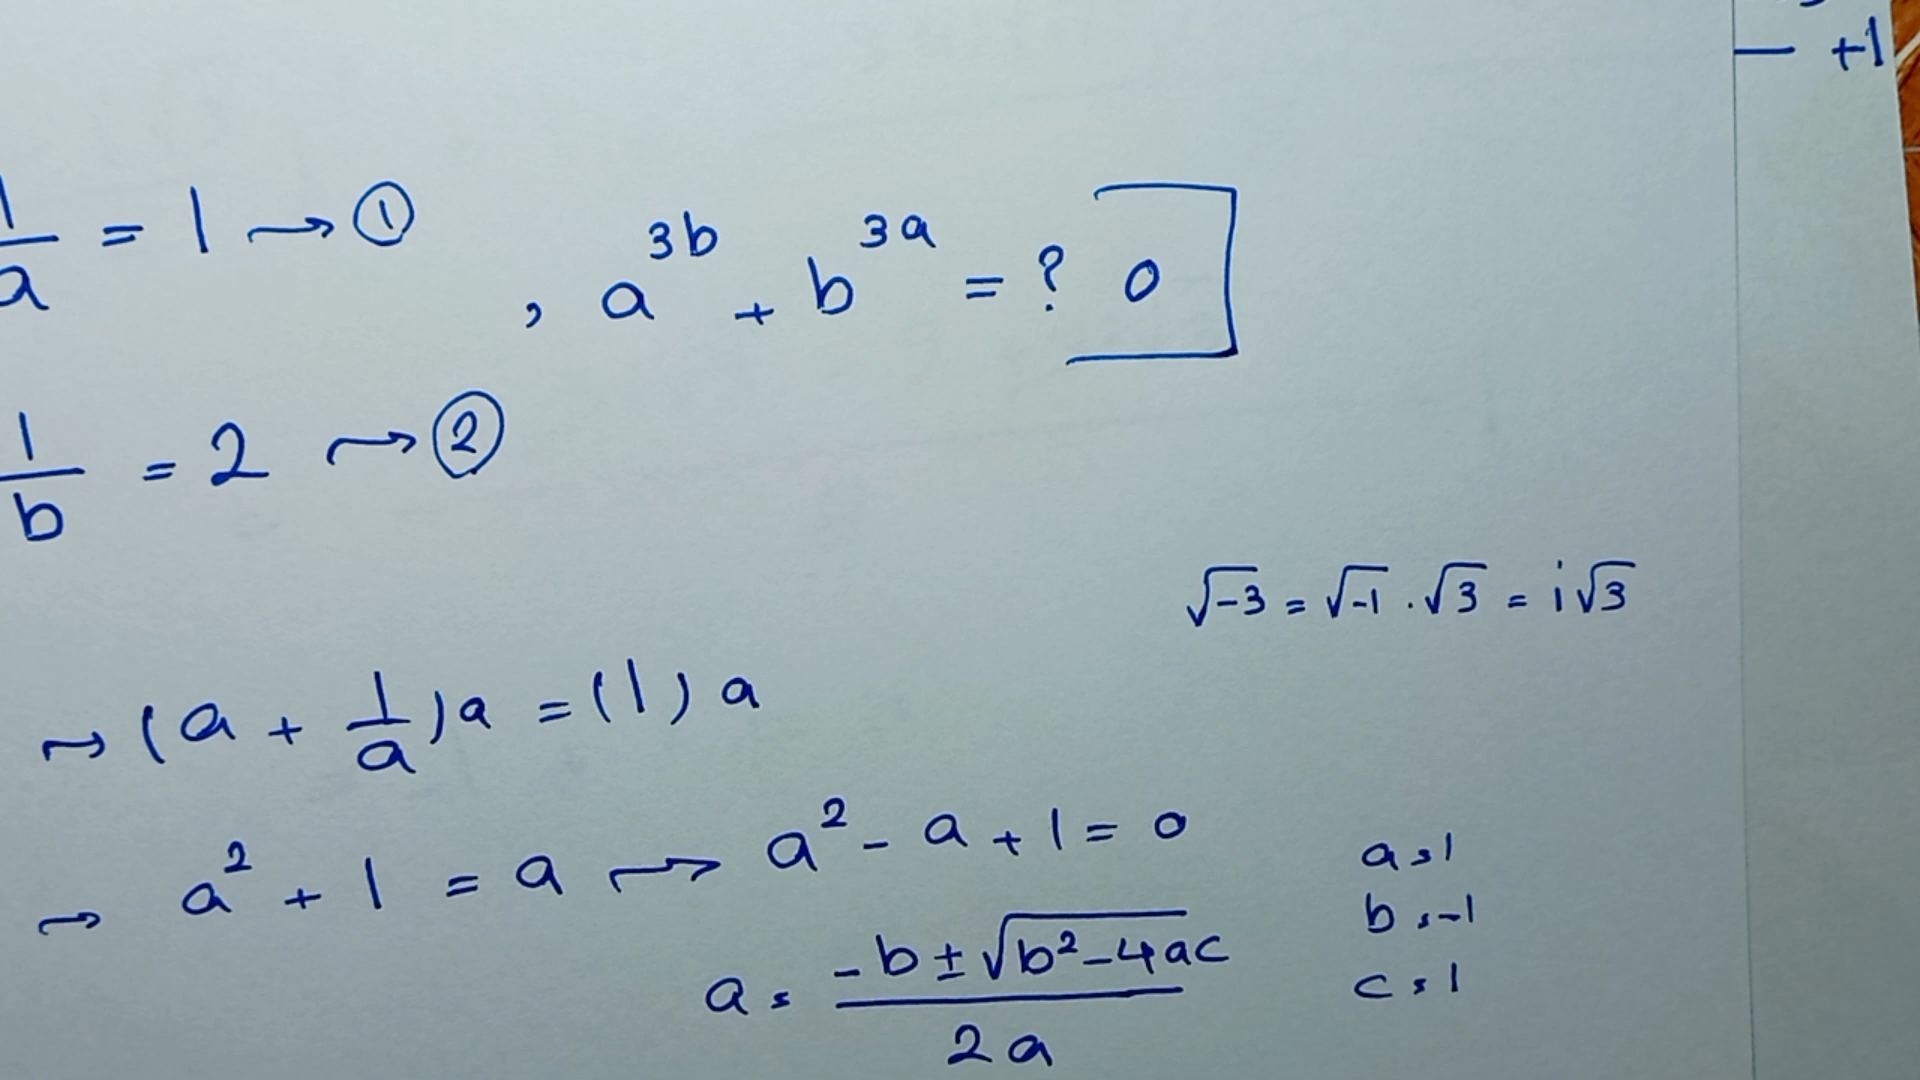 — +1
1/a = 1 → ①
, a^{3b} + b^{3a} = ? 0
1/b = 2 → ②
√-3 = √-1 . √3 = i√3
→ (a + 1/a)a = (1)a
→ a² + 1 = a → a² - a + 1 = 0
a = 1
b = -1
c = 1
a = (-b ± √(b²-4ac))/2a